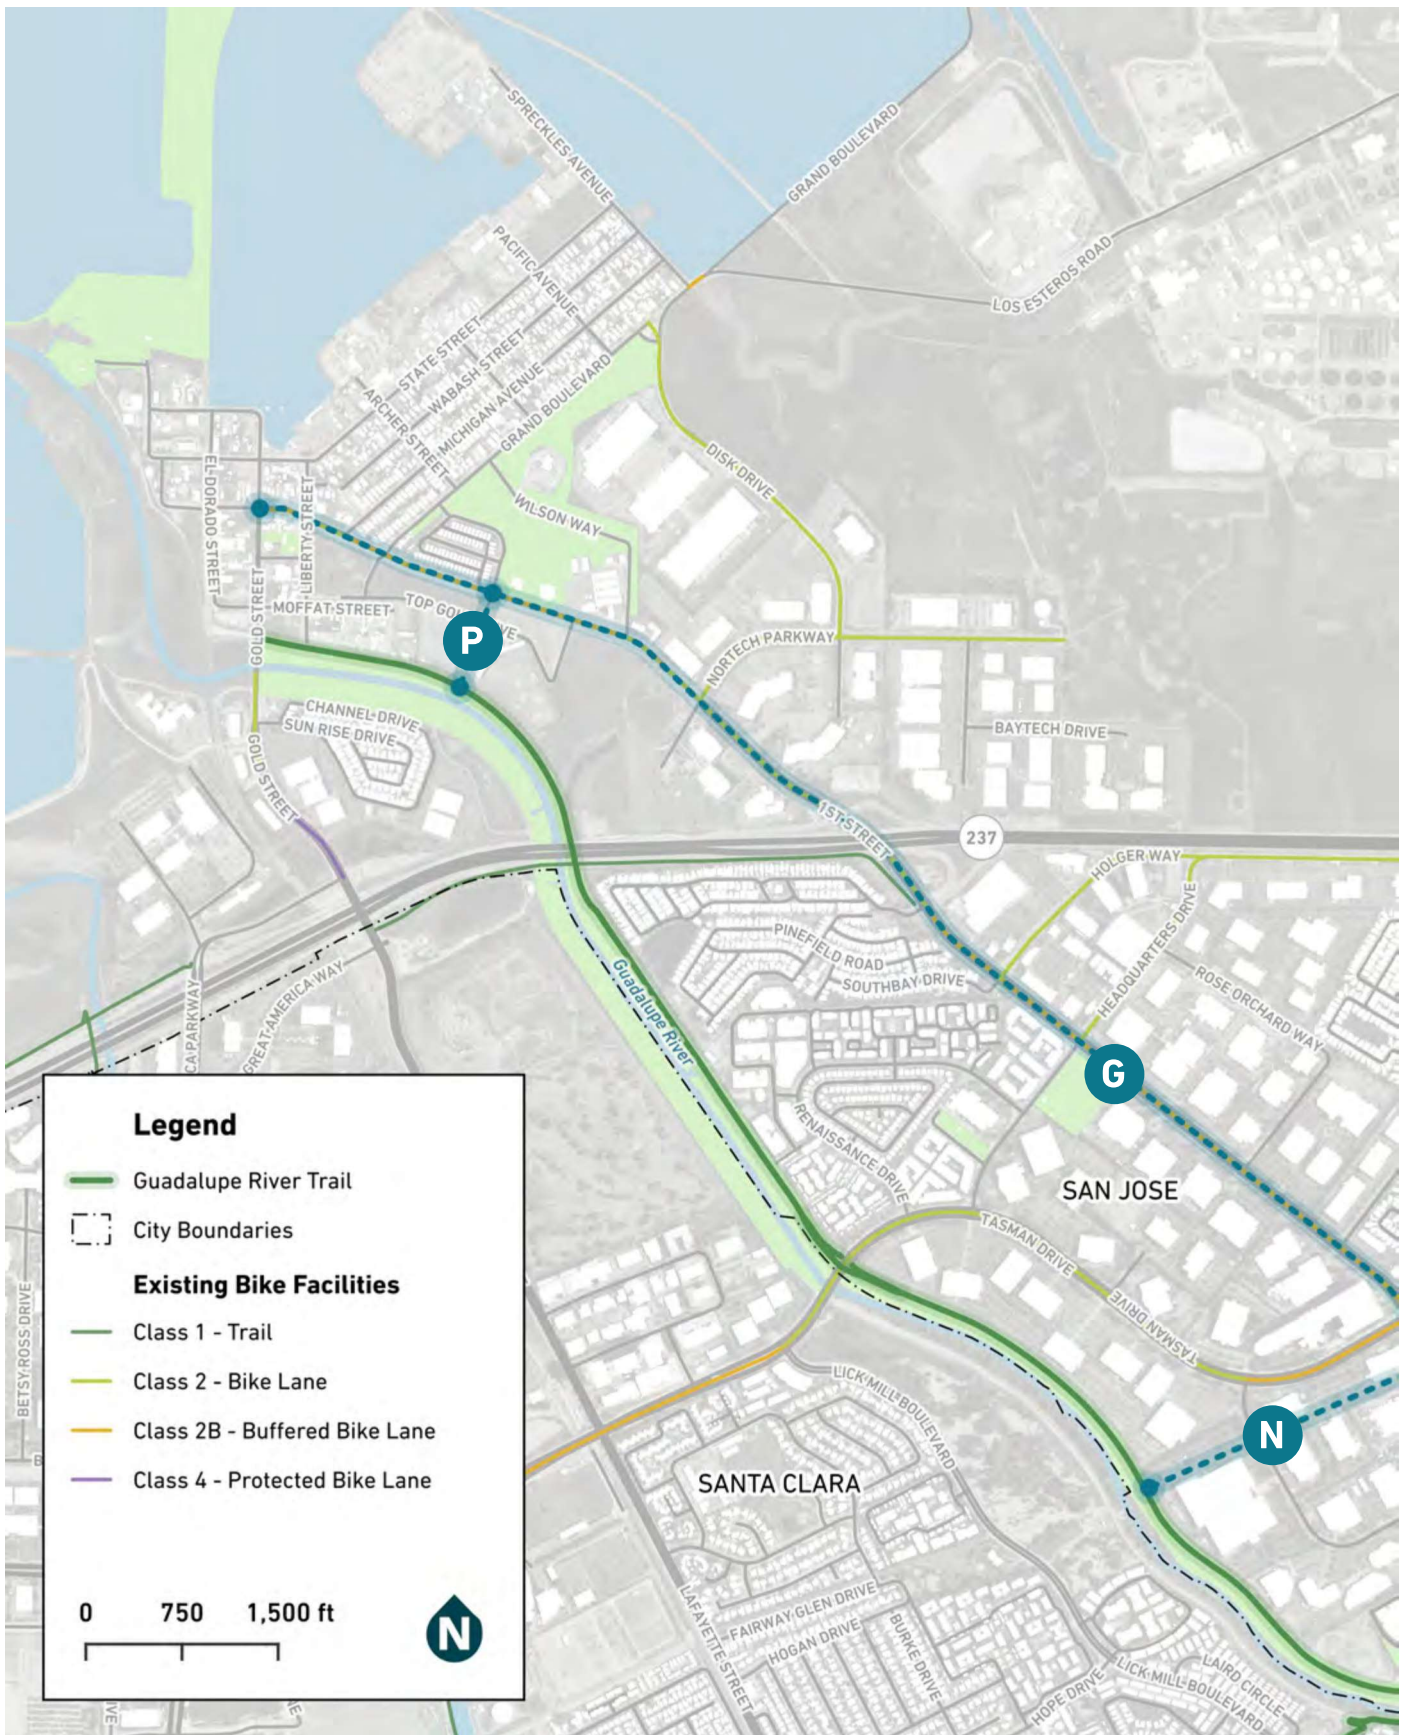 SPRECKLES AVENUE
GRAND BOULEVARD
PACIFIC AVENUE
LOS ESTEROS ROAD
STATE STREET
WABASH STREET
MICHIGAN AVENUE
GRAND BOULEVARD
ARCHER STREET
DISK DRIVE
EL DORADO STREET
LIBERTY STREET
WILSON WAY
GOLD STREET
MOFFAT STREET
P
NORTECH PARKWAY
CHANNEL DRIVE
SUN RISE DRIVE
BAYTECH DRIVE
GOLD STREET
1ST STREET
237
HOLGER WAY
HEADQUARTERS DRIVE
PINEFIELD ROAD
SOUTHBAY DRIVE
ROSE ORCHARD WAY
Guadalupe River
CA PARKWAY
GREAT AMERICA WAY
G
RENAISSANCE DRIVE
SAN JOSE
TASMAN DRIVE
TASMAN DRIVE
BETSY ROSS DRIVE
LICK MILL BOULEVARD
N
SANTA CLARA
FAIRWAY GLEN DRIVE
HOGAN DRIVE
BURKE DRIVE
LAFAYETTE STREET
HOPE DRIVE
LICK MILL BOULEVARD
LAIRD CIRCLE
Legend
Guadalupe River Trail
City Boundaries
Existing Bike Facilities
Class 1 - Trail
Class 2 - Bike Lane
Class 2B - Buffered Bike Lane
Class 4 - Protected Bike Lane
0 750 1,500 ft
N